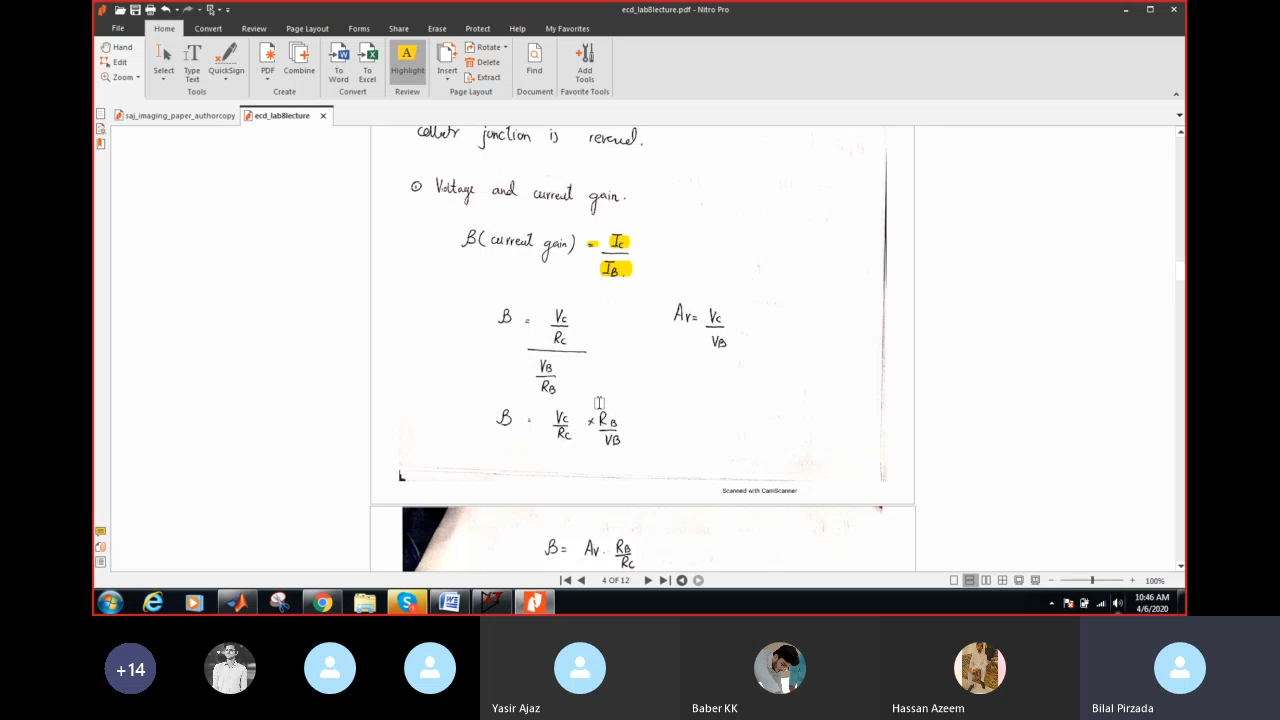 ecd_lab8lecture.pdf - Nitro Pro
File Home Convert Review Page Layout Forms Share Erase Protect Help My Favorites
Hand
Edit
Zoom
Select
Type Text
QuickSign
PDF
Combine
To Word
To Excel
Highlight
Insert
Rotate
Delete
Extract
Find
Add Tools
Tools Create Convert Review Page Layout Document Favorite Tools
saj_imaging_paper_authorcopy
ecd_lab8lecture
junction is
⊙ Voltage and current gain.
β (current gain) = Ic
IB.
β = Vc Av = Vc
Rc VB
VB
RB
β = Vc × RB
Rc VB
Scanned with CamScanner
β = Av . RB
Rc
4 OF 12
100%
10:46 AM
4/6/2020
+14
Yasir Ajaz
Baber KK
Hassan Azeem
Bilal Pirzada